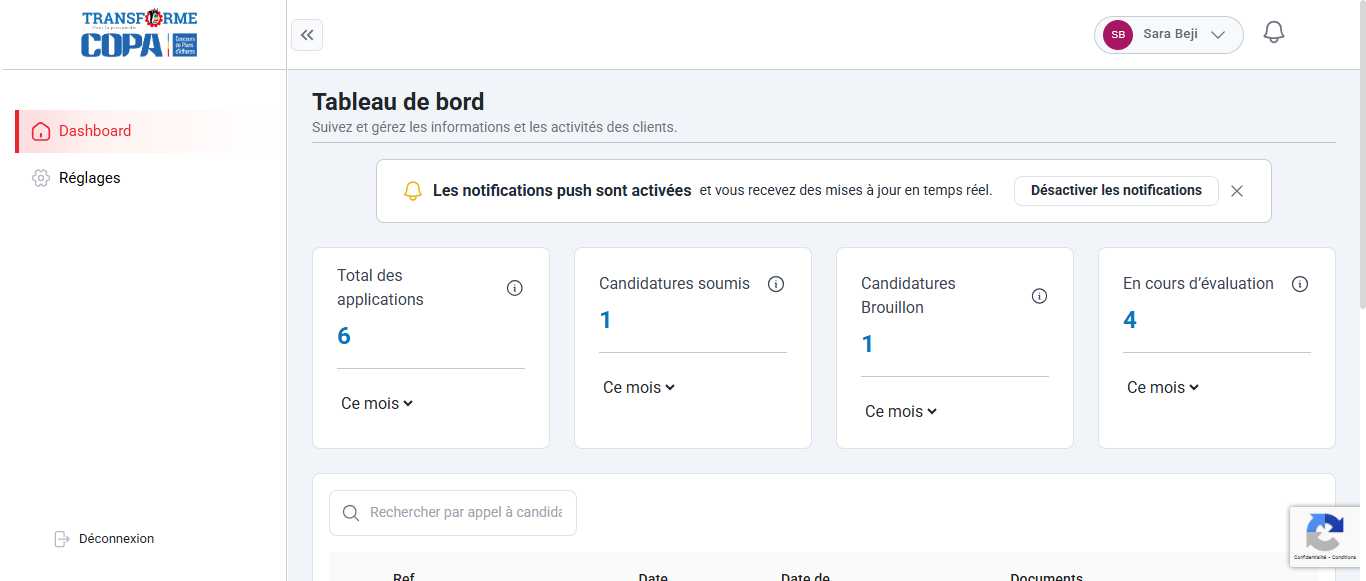 TRANSFORME
COPA
Concours
de Plans
d'Affaires
SB
Sara Beji
Dashboard
Réglages
Déconnexion
Tableau de bord
Suivez et gérez les informations et les activités des clients.
Les notifications push sont activées et vous recevez des mises à jour en temps réel.
Désactiver les notifications
Total des
applications
6
Ce mois
Candidatures soumis
1
Ce mois
Candidatures
Brouillon
1
Ce mois
En cours d'évaluation
4
Ce mois
Rechercher par appel à candida
Ref
Date
Date de
Documents
Confidentialité - Conditions